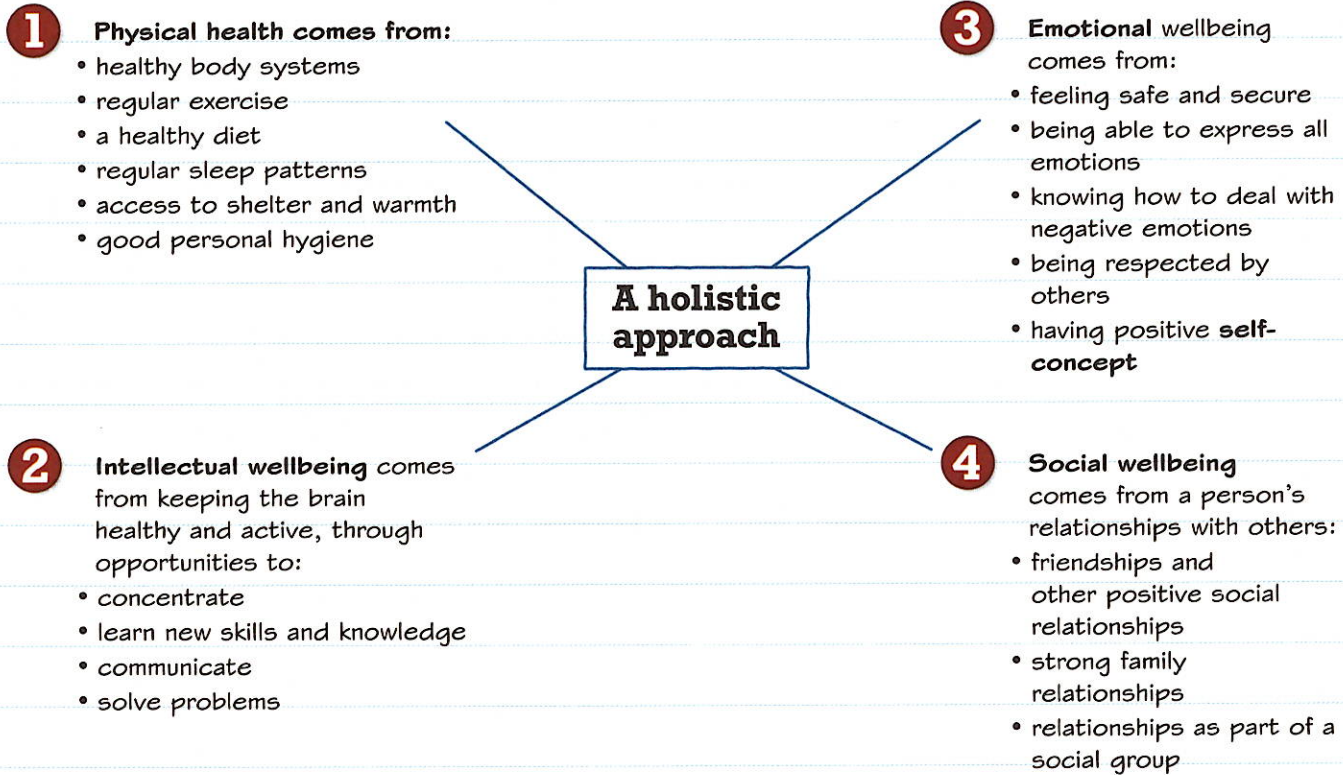 1
Physical health comes from:
• healthy body systems
• regular exercise
• a healthy diet
• regular sleep patterns
• access to shelter and warmth
• good personal hygiene
2
Intellectual wellbeing comes
from keeping the brain
healthy and active, through
opportunities to:
• concentrate
• learn new skills and knowledge
• communicate
• solve problems
A holistic
approach
3
Emotional wellbeing
comes from:
• feeling safe and secure
• being able to express all
emotions
• knowing how to deal with
negative emotions
• being respected by
others
• having positive self-
concept
4
Social wellbeing
comes from a person's
relationships with others:
• friendships and
other positive social
relationships
• strong family
relationships
• relationships as part of a
social group